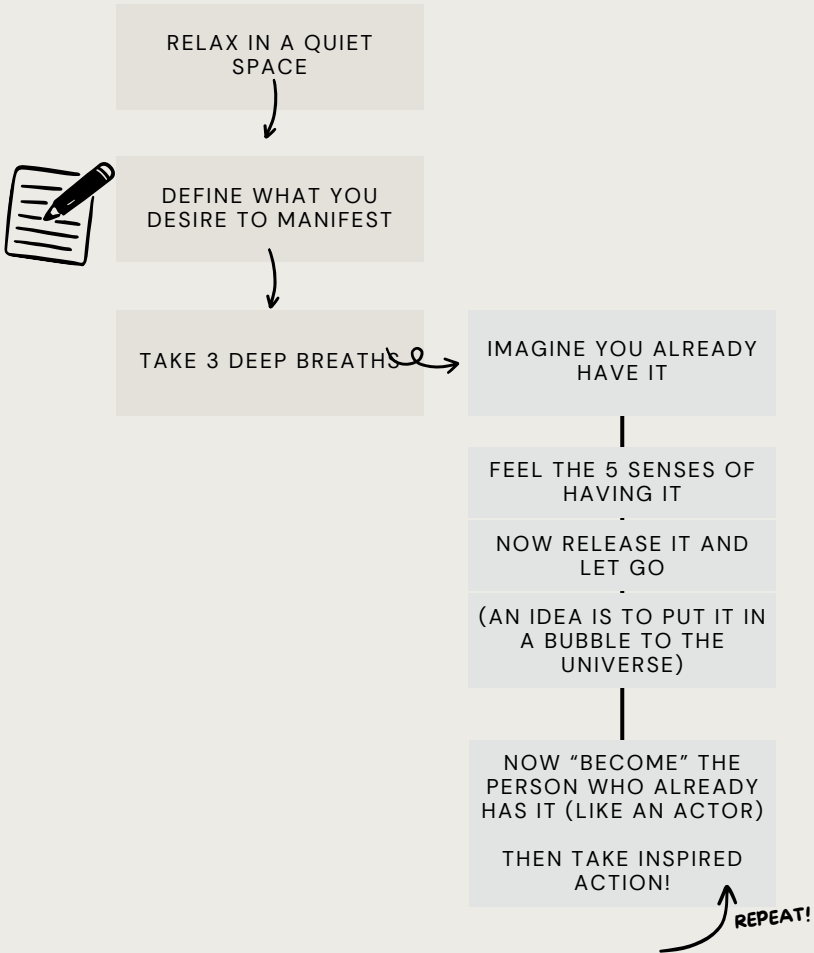 RELAX IN A QUIET
SPACE
DEFINE WHAT YOU
DESIRE TO MANIFEST
TAKE 3 DEEP BREATHS
IMAGINE YOU ALREADY
HAVE IT
FEEL THE 5 SENSES OF
HAVING IT
NOW RELEASE IT AND
LET GO
(AN IDEA IS TO PUT IT IN
A BUBBLE TO THE
UNIVERSE)
NOW “BECOME” THE
PERSON WHO ALREADY
HAS IT (LIKE AN ACTOR)
THEN TAKE INSPIRED
ACTION!
REPEAT!